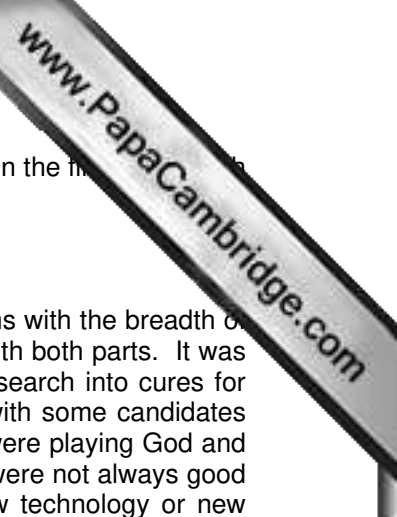 www.PapaCambridge.com
n the
ns with the breadth
th both parts. It was
search into cures for
with some candidates
were playing God and
were not always good
w technology or new